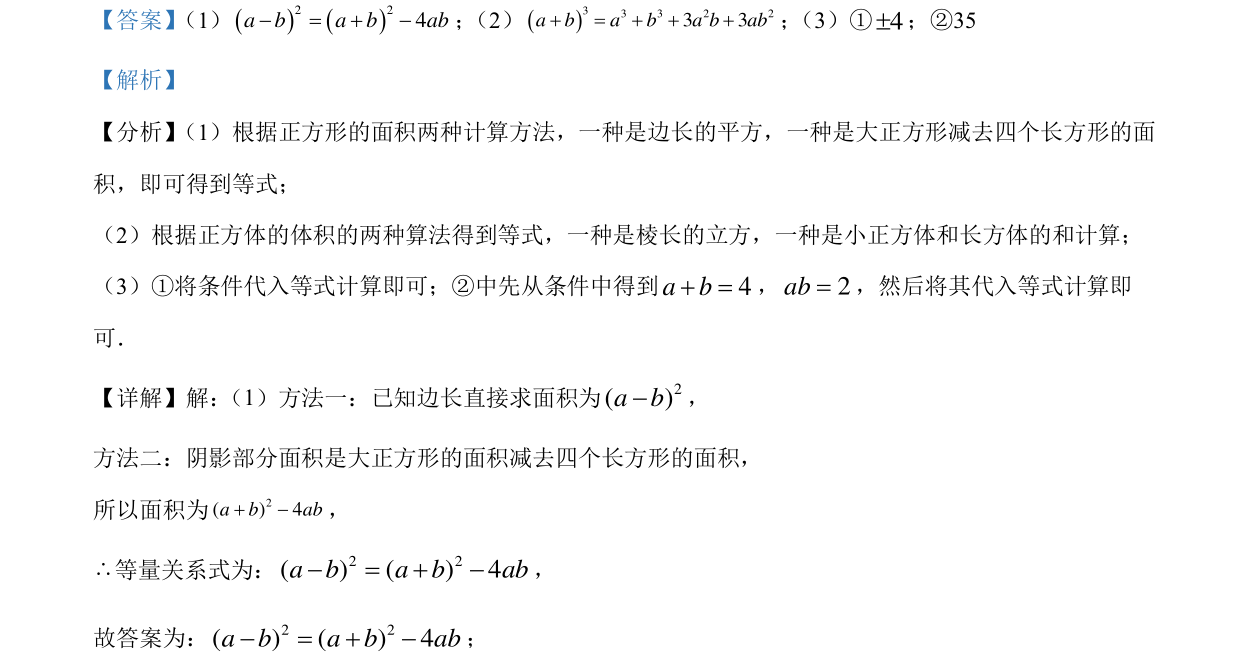 【答案】（1）(a－b)²＝(a＋b)²－4ab；（2）(a＋b)³＝a³＋b³＋3a²b＋3ab²；（3）①±4；②35
【解析】
【分析】（1）根据正方形的面积两种计算方法，一种是边长的平方，一种是大正方形减去四个长方形的面
积，即可得到等式；
（2）根据正方体的体积的两种算法得到等式，一种是棱长的立方，一种是小正方体和长方体的和计算；
（3）①将条件代入等式计算即可；②中先从条件中得到a＋b＝4，ab＝2，然后将其代入等式计算即
可．
【详解】解：（1）方法一：已知边长直接求面积为(a－b)²，
方法二：阴影部分面积是大正方形的面积减去四个长方形的面积，
所以面积为(a＋b)²－4ab，
∴等量关系式为：(a－b)²＝(a＋b)²－4ab，
故答案为：(a－b)²＝(a＋b)²－4ab；